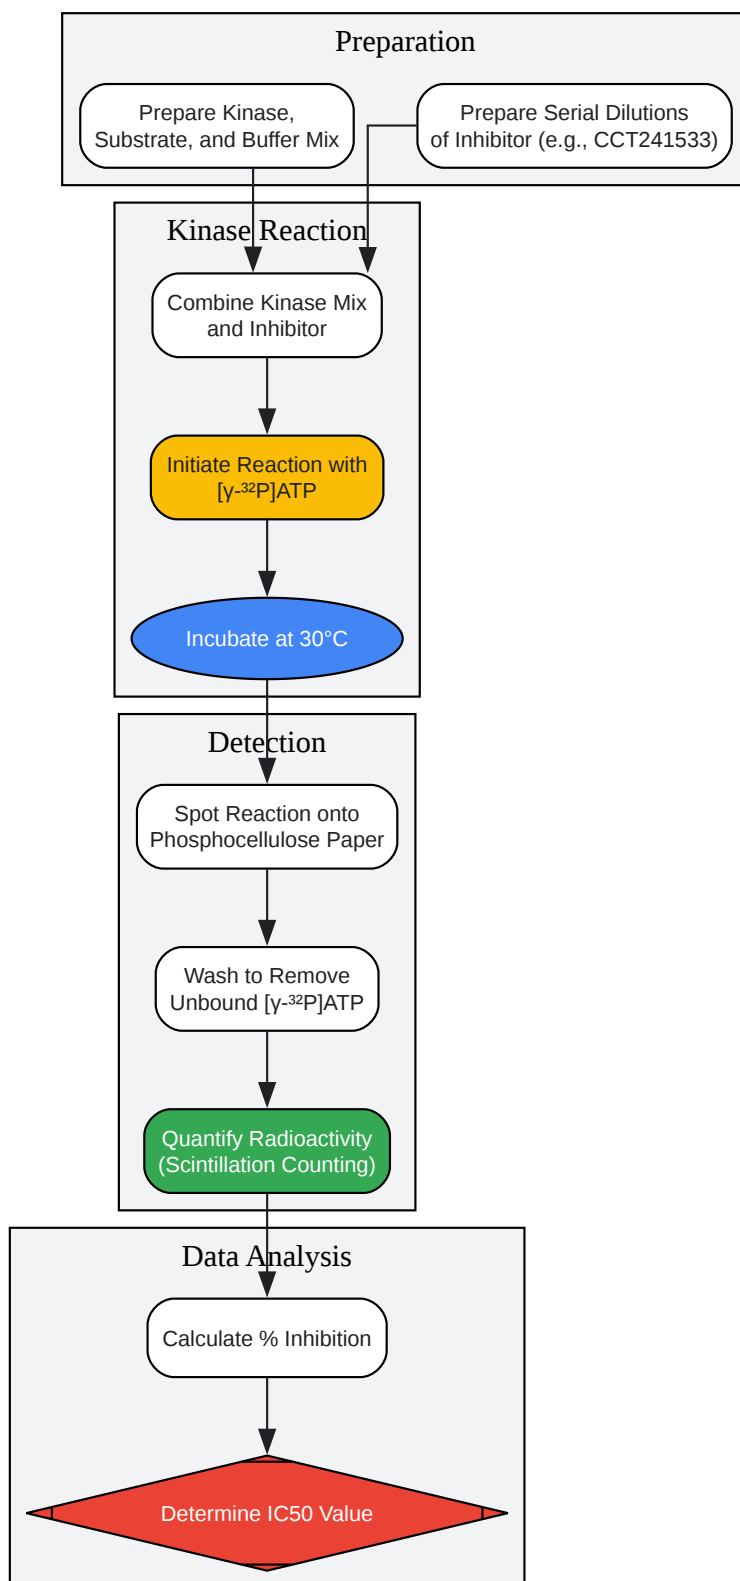 Preparation
Prepare Kinase,
Substrate, and Buffer Mix
Prepare Serial Dilutions
of Inhibitor (e.g., CCT241533)
Kinase Reaction
Combine Kinase Mix
and Inhibitor
Initiate Reaction with
[γ-³²P]ATP
Incubate at 30°C
Detection
Spot Reaction onto
Phosphocellulose Paper
Wash to Remove
Unbound [γ-³²P]ATP
Quantify Radioactivity
(Scintillation Counting)
Data Analysis
Calculate % Inhibition
Determine IC50 Value